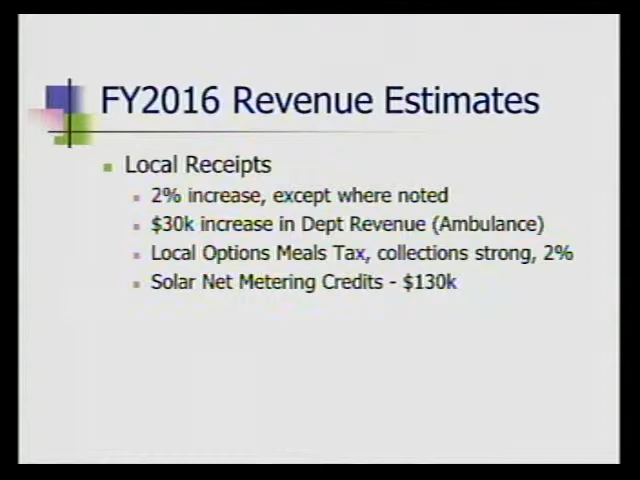 FY2016 Revenue Estimates
Local Receipts
2% increase, except where noted
$30k increase in Dept Revenue (Ambulance)
Local Options Meals Tax, collections strong, 2%
Solar Net Metering Credits - $130k